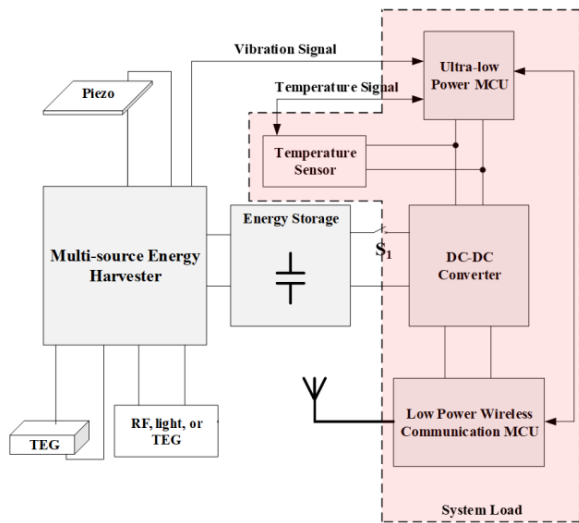 Vibration Signal
Ultra-low
Power MCU
Piezo
Temperature Signal
Temperature
Sensor
Multi-source Energy
Harvester
Energy Storage
S1
DC-DC
Converter
TEG
RF, light, or
TEG
Low Power Wireless
Communication MCU
System Load